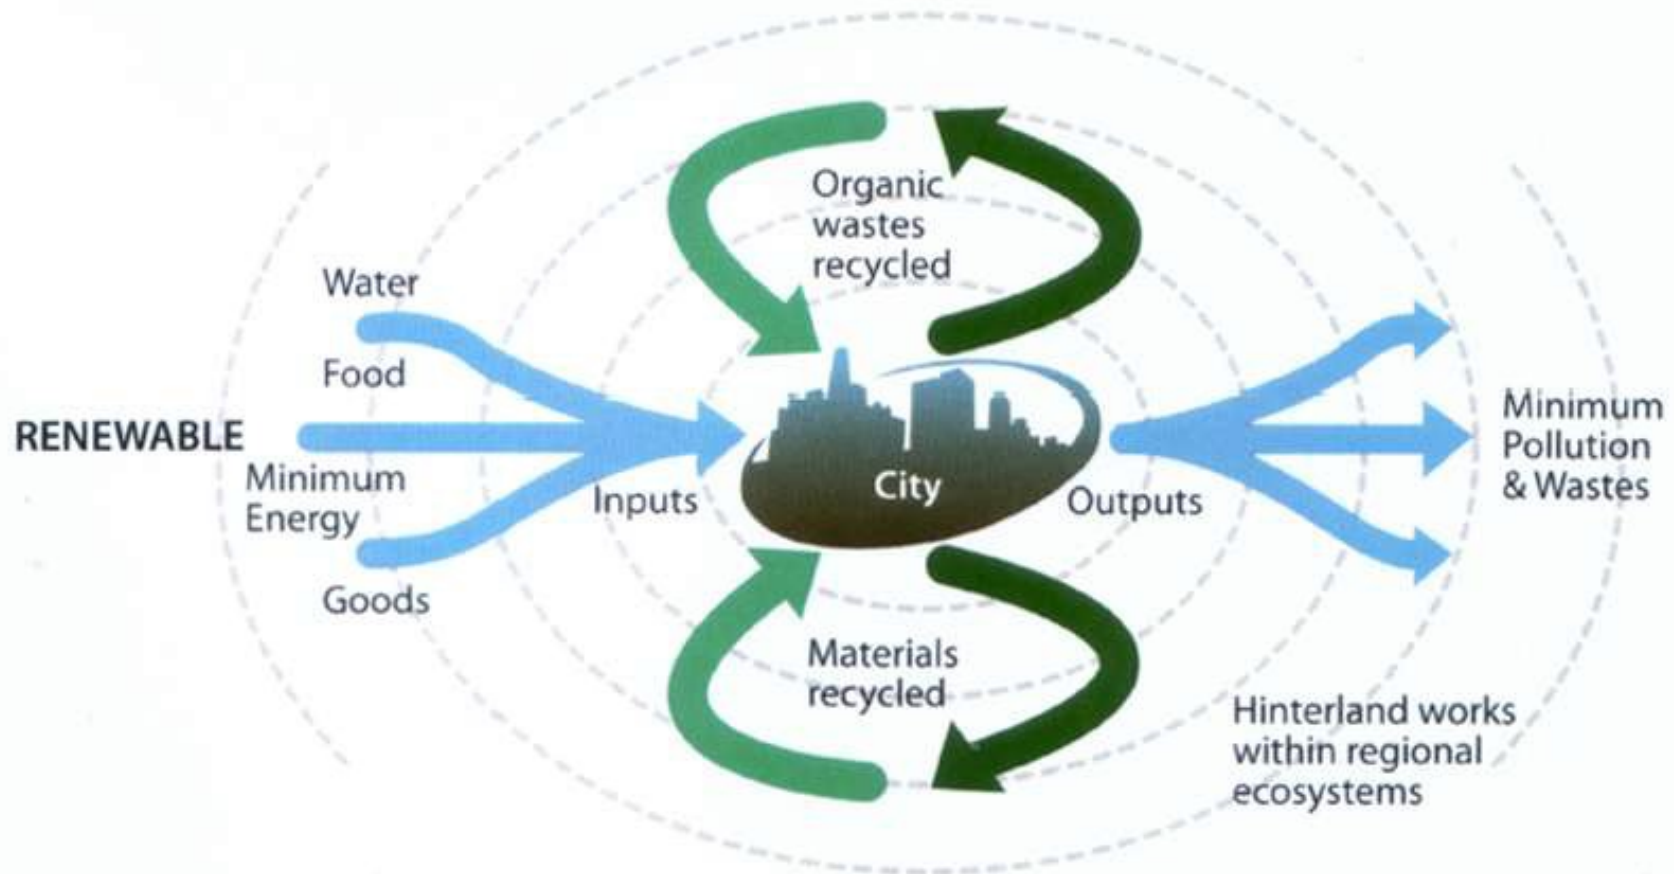 Organic
wastes
recycled
Water
Food
RENEWABLE
Minimum
Energy
Goods
Inputs
City
Outputs
Minimum
Pollution
& Wastes
Materials
recycled
Hinterland works
within regional
ecosystems